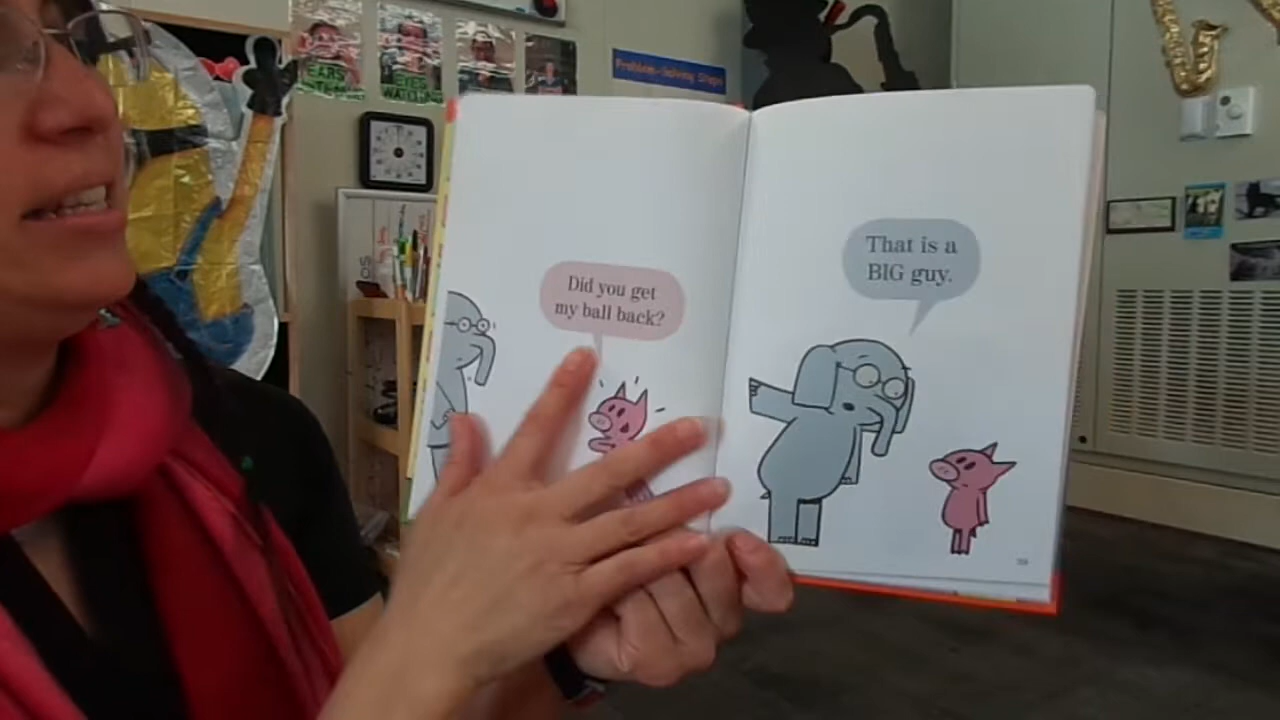 EARS
EYES
WATCHING
Problem-Solving Steps
Did you get
my ball back?
That is a
BIG guy.